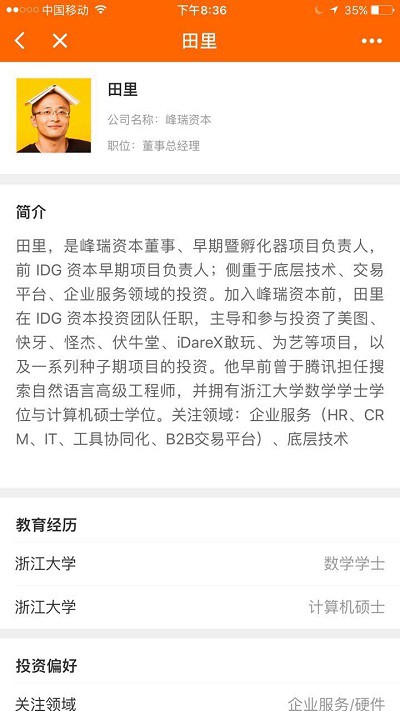 中国移动 下午8:36 35%
田里
田里
公司名称：峰瑞资本
职位：董事总经理
简介
田里，是峰瑞资本董事、早期暨孵化器项目负责人，
前 IDG 资本早期项目负责人；侧重于底层技术、交易
平台、企业服务领域的投资。加入峰瑞资本前，田里
在 IDG 资本投资团队任职，主导和参与投资了美图、
快牙、怪杰、伏牛堂、iDareX敢玩、为艺等项目，以
及一系列种子期项目的投资。他早前曾于腾讯担任搜
索自然语言高级工程师，并拥有浙江大学数学学士学
位与计算机硕士学位。关注领域：企业服务（HR、CR
M、IT、工具协同化、B2B交易平台）、底层技术
教育经历
浙江大学 数学学士
浙江大学 计算机硕士
投资偏好
关注领域 企业服务/硬件